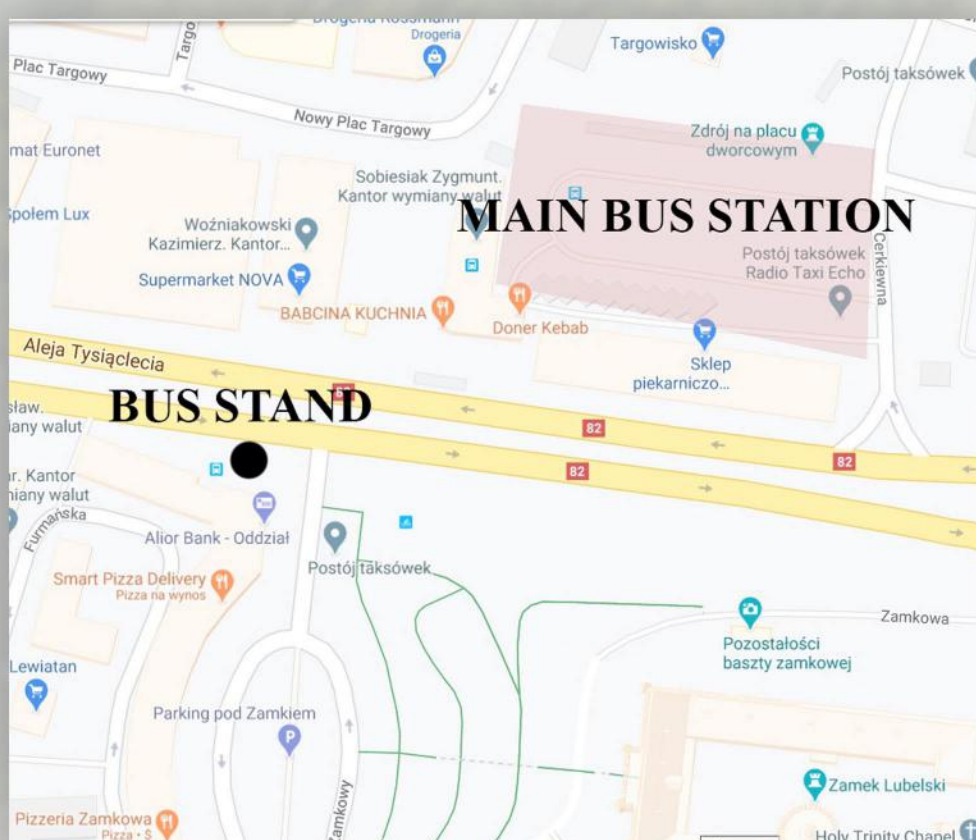 Drogeria Rossmann
Drogeria
Targowisko
Plac Targowy
Targo
Postój taksówek
Nowy Plac Targowy
mat Euronet
Zdrój na placu
dworcowym
Sobiesiak Zygmunt.
Kantor wymiany walut
Społem Lux
MAIN BUS STATION
Woźniakowski
Kazimierz. Kantor...
Postój taksówek
Radio Taxi Echo
Cerkiewna
Supermarket NOVA
BABCINA KUCHNIA
Doner Kebab
Sklep
piekarniczo...
Aleja Tysiąclecia
82
BUS STAND
sław.
iany walut
82
82
82
r. Kantor
niany walut
Furmańska
Alior Bank - Oddział
Postój taksówek
Smart Pizza Delivery
Pizza na wynos
Zamkowa
Pozostałości
baszty zamkowej
Lewiatan
Parking pod Zamkiem
P
Zamkowy
Zamek Lubelski
Pizzeria Zamkowa
Pizza • $
Holy Trinity Chapel